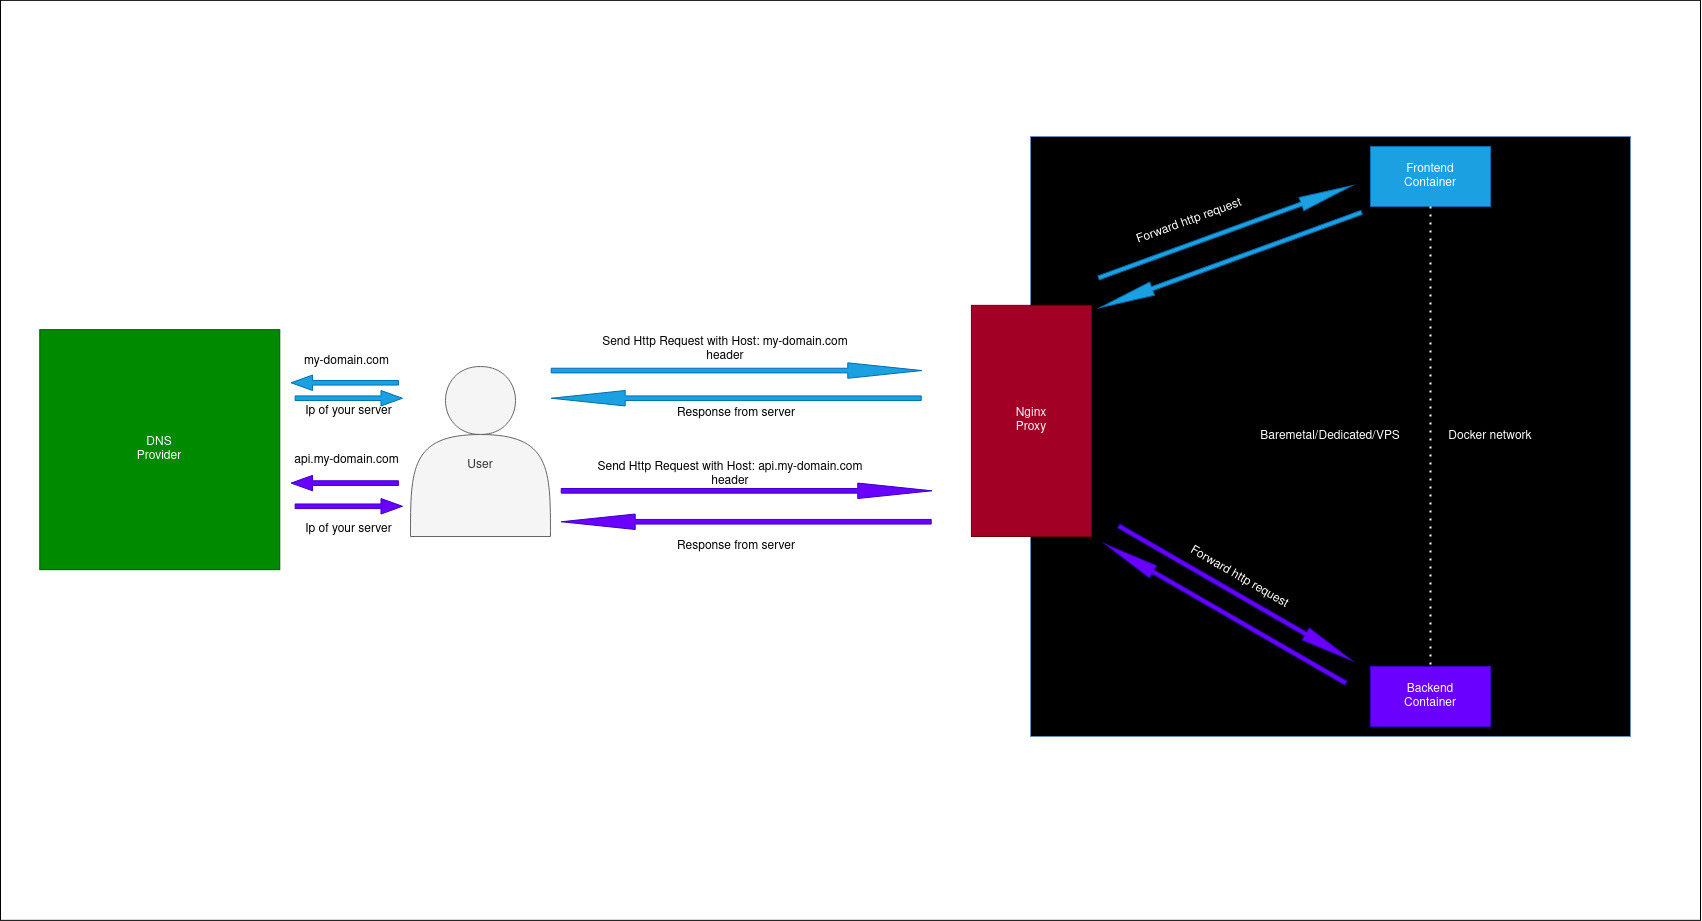 DNS
Provider
my-domain.com
Ip of your server
api.my-domain.com
Ip of your server
User
Send Http Request with Host: my-domain.com
header
Response from server
Send Http Request with Host: api.my-domain.com
header
Response from server
Nginx
Proxy
Forward http request
Frontend
Container
Baremetal/Dedicated/VPS
Docker network
Forward http request
Backend
Container